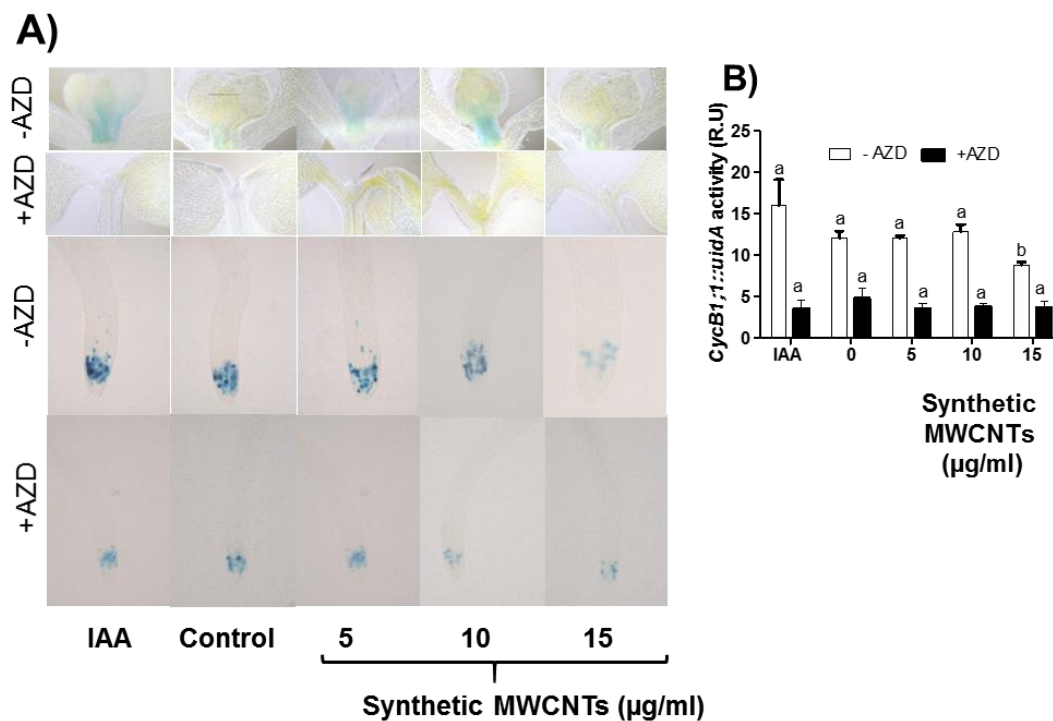 A)
-AZD
+AZD
-AZD
+AZD
IAA Control 5 10 15
Synthetic MWCNTs (µg/ml)
B)
CycB1;1::uidA activity (R.U)
25
20
15
10
5
0
- AZD +AZD
a
a
a
a
a
a
a
a
b
a
IAA 0 5 10 15
Synthetic
MWCNTs
(µg/ml)